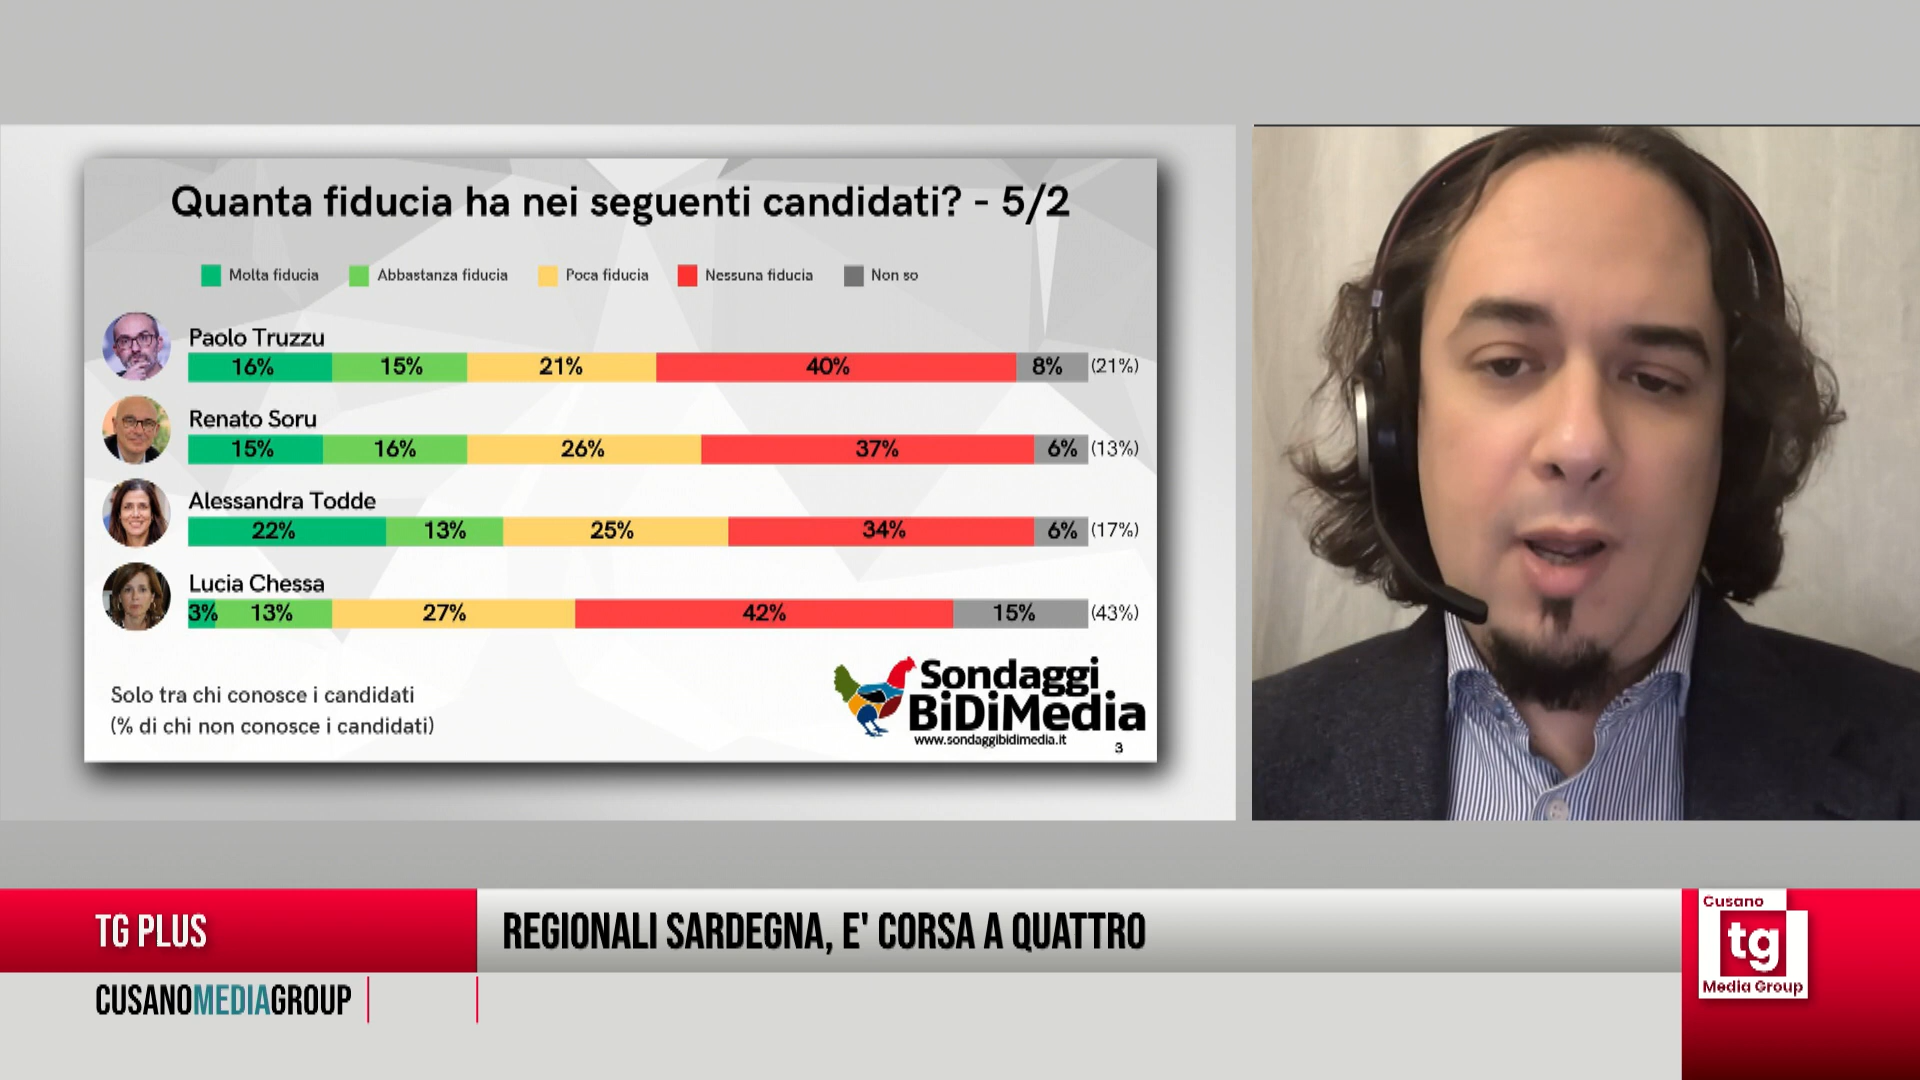 Quanta fiducia ha nei seguenti candidati? - 5/2
Molta fiducia Abbastanza fiducia Poca fiducia Nessuna fiducia Non so
Paolo Truzzu
16% 15% 21% 40% 8% (21%)
Renato Soru
15% 16% 26% 37% 6% (13%)
Alessandra Todde
22% 13% 25% 34% 6% (17%)
Lucia Chessa
3% 13% 27% 42% 15% (43%)
Solo tra chi conosce i candidati
(% di chi non conosce i candidati)
Sondaggi
BiDiMedia
www.sondaggibidimedia.it
3
TG PLUS
REGIONALI SARDEGNA, E' CORSA A QUATTRO
CUSANOMEDIAGROUP
Cusano
tg
Media Group